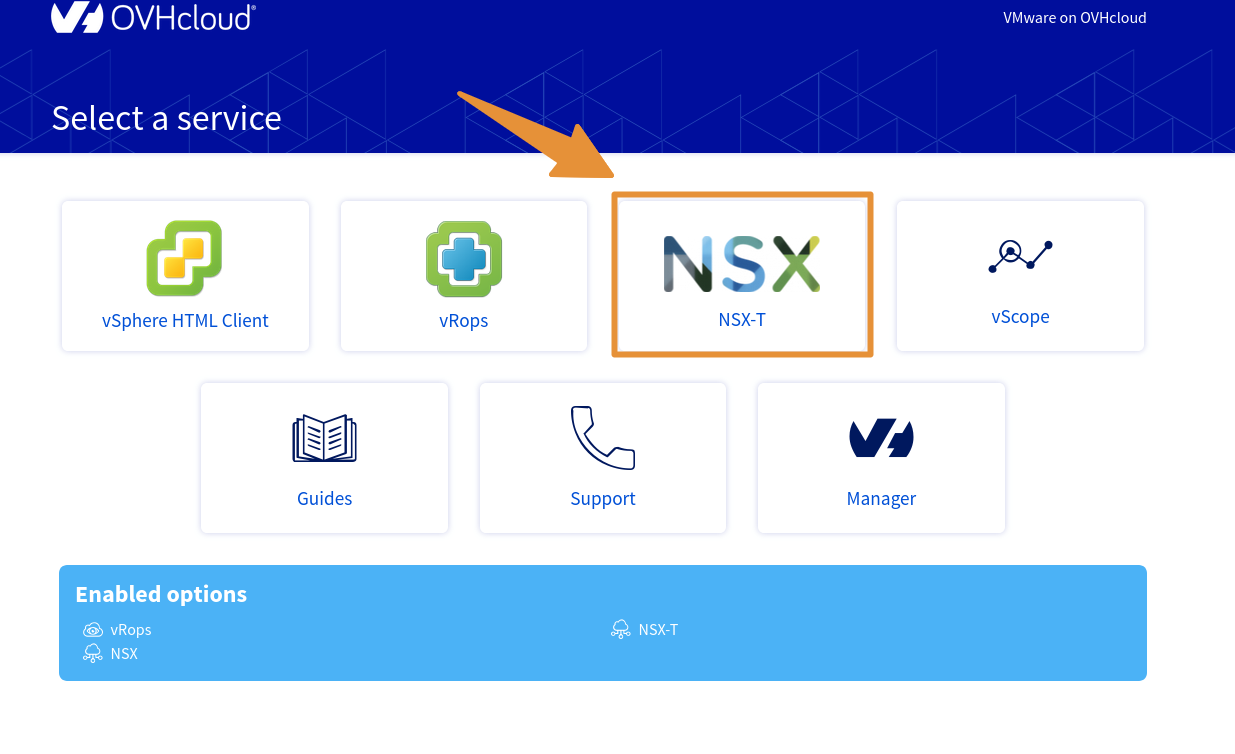 OVHcloud®
VMware on OVHcloud
Select a service
NSX
vSphere HTML Client
vRops
NSX-T
vScope
Guides
Support
Manager
Enabled options
vRops
NSX-T
NSX